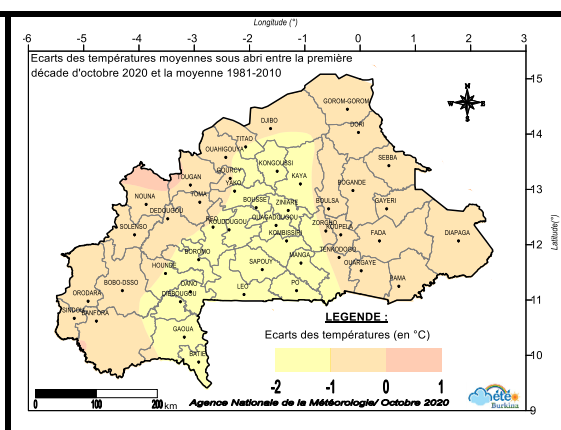 Longitude (°)
-6 -5 -4 -3 -2 -1 0 1 2
Ecarts des températures moyennes sous abri entre la première
décade d'octobre 2020 et la moyenne 1981-2010
15
N
W E
S
GOROM-GOROM
DJIBO
DORI
14
TITAO
OUAHIGOUYA
KONGOUSSI
SEBBA
GOURCY
TOUGAN
YAKO
KAYA
BOGANDE
13
NOUNA
TOMA
BOUSSE
ZINIARE
BOULSA
GAYERI
DEDOUGOU
REO
KOUDOUGOU
OUAGADOUGOU
ZORGHO
KOUPELA
Latitude(°)
SOLENSO
KOMBISSIRI
FADA
DIAPAGA
12
BOROMO
SAPOUY
MANGA
TENKODOGO
HOUNDE
OUARGAYE
BOBO-DSSO
DANO
LEO
PO
PAMA
ORODARA
DIEBOUGOU
11
SINDOU
BANFORA
LEGENDE :
GAOUA
Ecarts des températures (en °C)
BATIE
10
-2 -1 0 1
0 100 200 km
Agence Nationale de la Météorologie/ Octobre 2020
Météo
Burkina
9